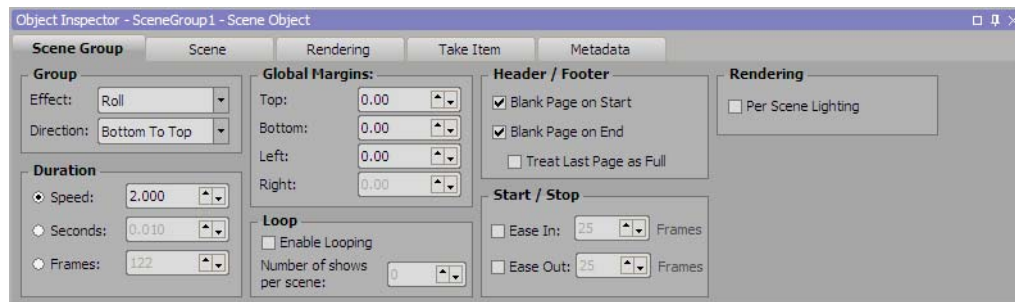 Object Inspector - SceneGroup1 - Scene Object
Scene Group Scene Rendering Take Item Metadata
Group
Effect: Roll
Direction: Bottom To Top
Duration
Speed: 2.000
Seconds: 0.010
Frames: 122
Global Margins:
Top: 0.00
Bottom: 0.00
Left: 0.00
Right: 0.00
Loop
Enable Looping
Number of shows
per scene: 0
Header / Footer
Blank Page on Start
Blank Page on End
Treat Last Page as Full
Start / Stop
Ease In: 25 Frames
Ease Out: 25 Frames
Rendering
Per Scene Lighting